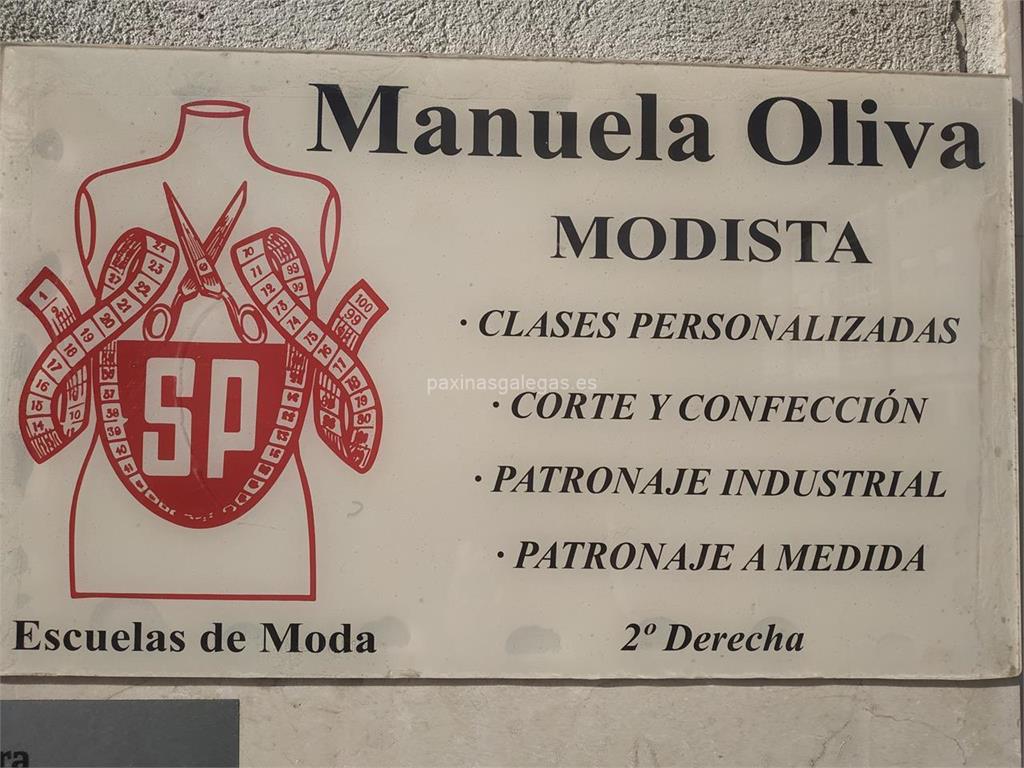 Manuela Oliva
MODISTA
· CLASES PERSONALIZADAS
· CORTE Y CONFECCIÓN
· PATRONAJE INDUSTRIAL
· PATRONAJE A MEDIDA
2º Derecha
SP
Escuelas de Moda
paxinasgalegas.es
ra